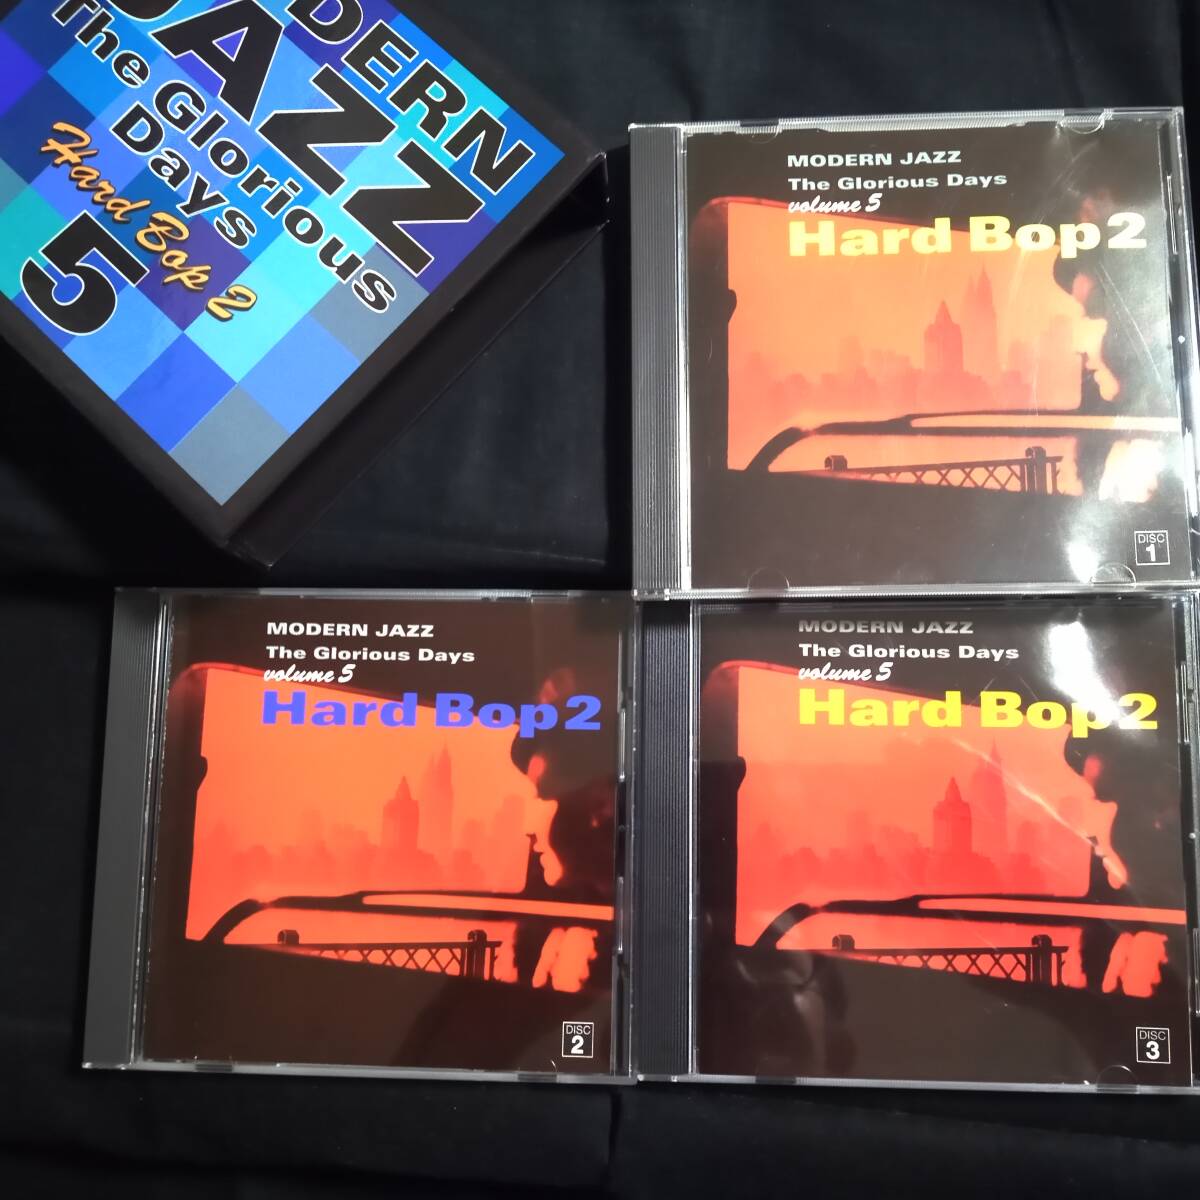 DERN
JAZZ
The Glorious
Days
Hard Bop 2
5
MODERN JAZZ
The Glorious Days
volume 5
Hard Bop 2
DISC
1
MODERN JAZZ
The Glorious Days
volume 5
Hard Bop 2
DISC
2
MODERN JAZZ
The Glorious Days
volume 5
Hard Bop 2
DISC
3